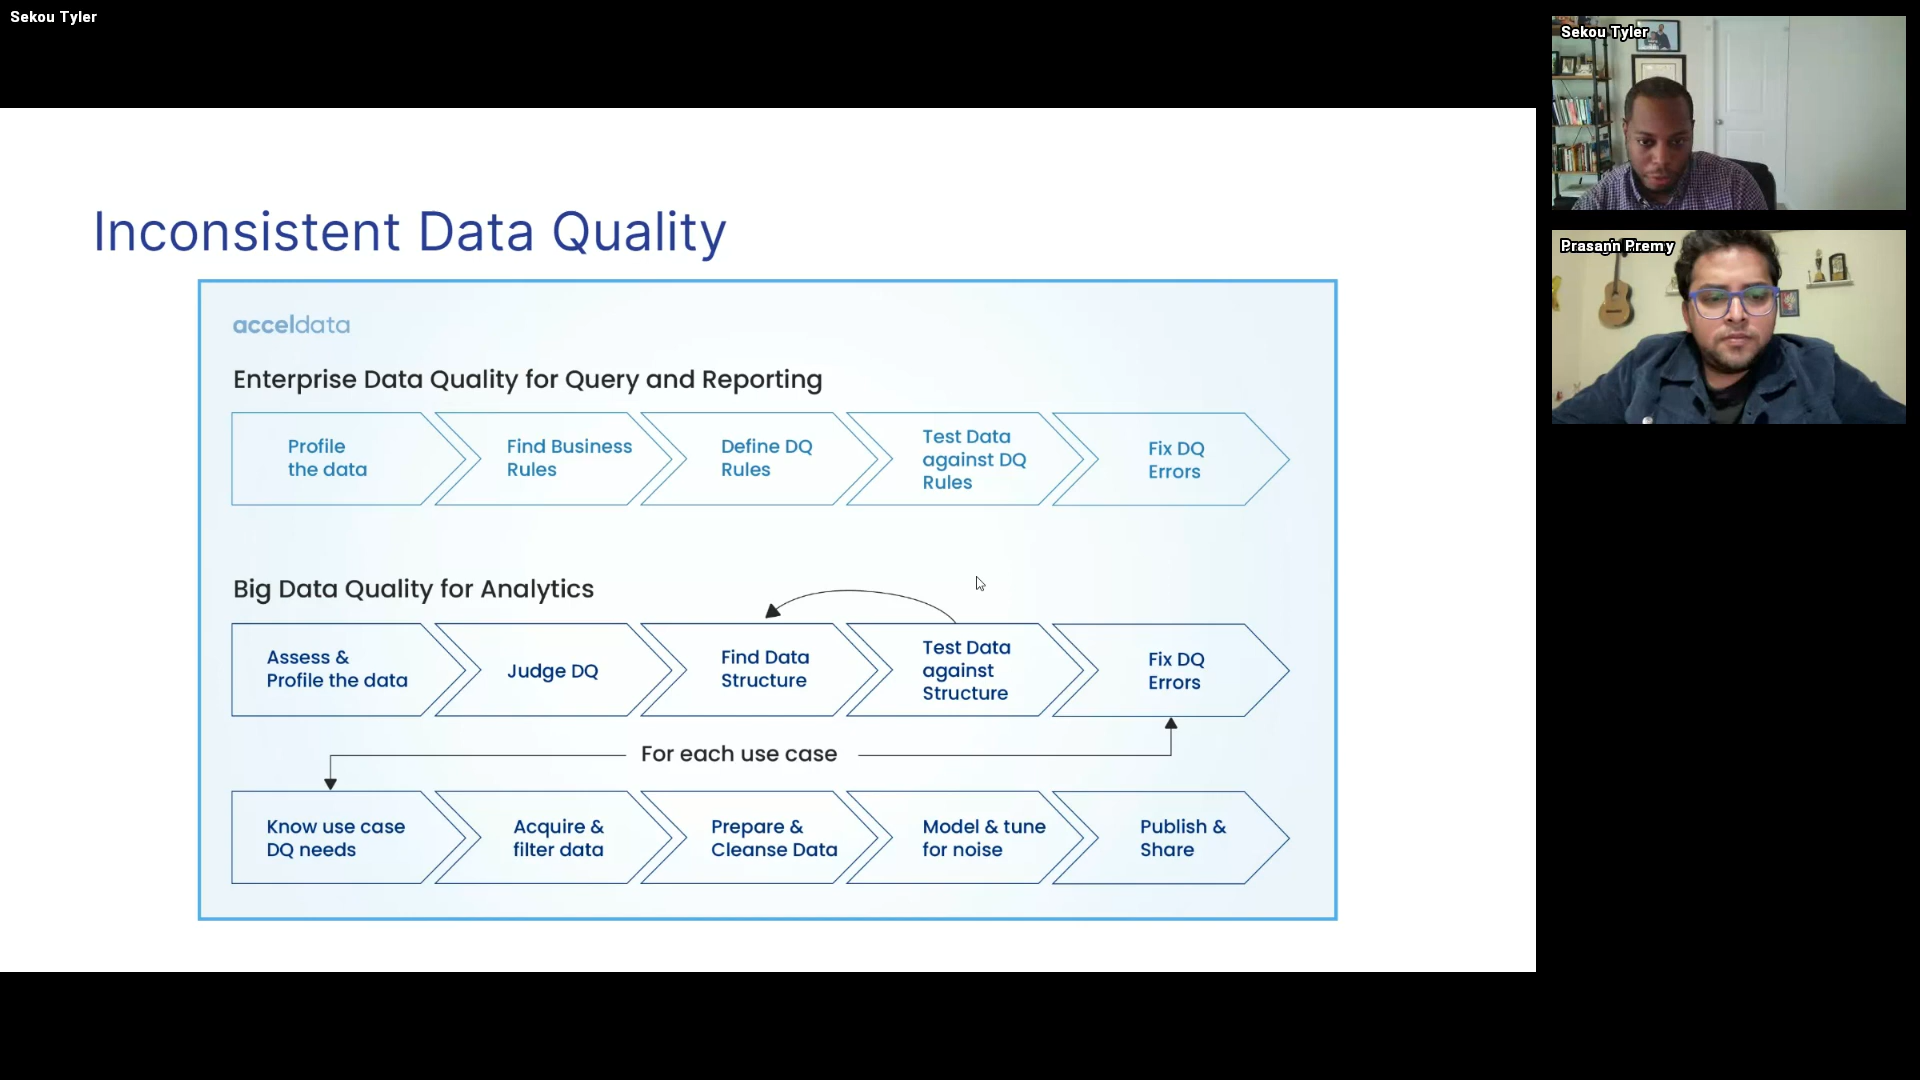 Sekou Tyler
Inconsistent Data Quality
acceldata
Enterprise Data Quality for Query and Reporting
Profile
the data
Find Business
Rules
Define DQ
Rules
Test Data
against DQ
Rules
Fix DQ
Errors
Big Data Quality for Analytics
Assess &
Profile the data
Judge DQ
Find Data
Structure
Test Data
against
Structure
Fix DQ
Errors
For each use case
Know use case
DQ needs
Acquire &
filter data
Prepare &
Cleanse Data
Model & tune
for noise
Publish &
Share
Sekou Tyler
Prasann Premy